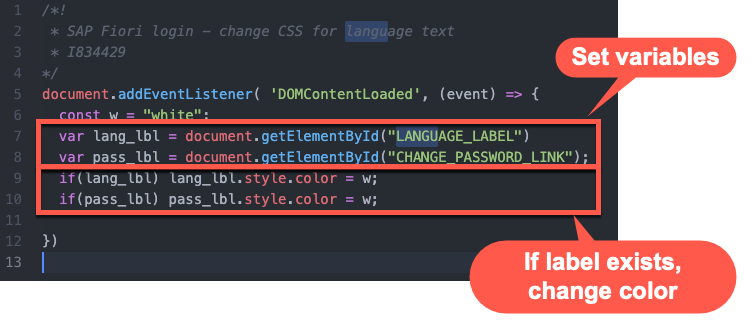 1 /*!
2  * SAP Fiori login – change CSS for language text
3  * I834429
4 */
5 document.addEventListener( 'DOMContentLoaded', (event) => {
6   const w = "white";
7   var lang_lbl = document.getElementById("LANGUAGE_LABEL")
8   var pass_lbl = document.getElementById("CHANGE_PASSWORD_LINK");
9   if(lang_lbl) lang_lbl.style.color = w;
10   if(pass_lbl) pass_lbl.style.color = w;
11
12 })
13
Set variables
If label exists,
change color